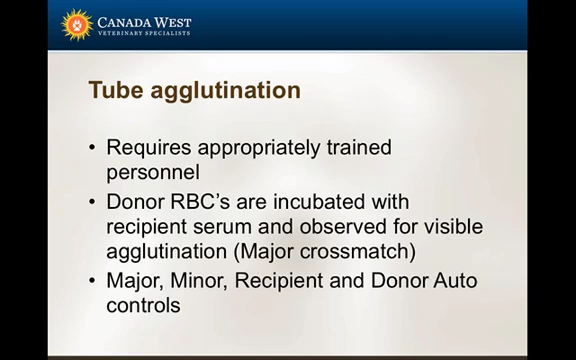 CANADA WEST
VETERINARY SPECIALISTS
Tube agglutination
• Requires appropriately trained
personnel
• Donor RBC's are incubated with
recipient serum and observed for visible
agglutination (Major crossmatch)
• Major, Minor, Recipient and Donor Auto
controls